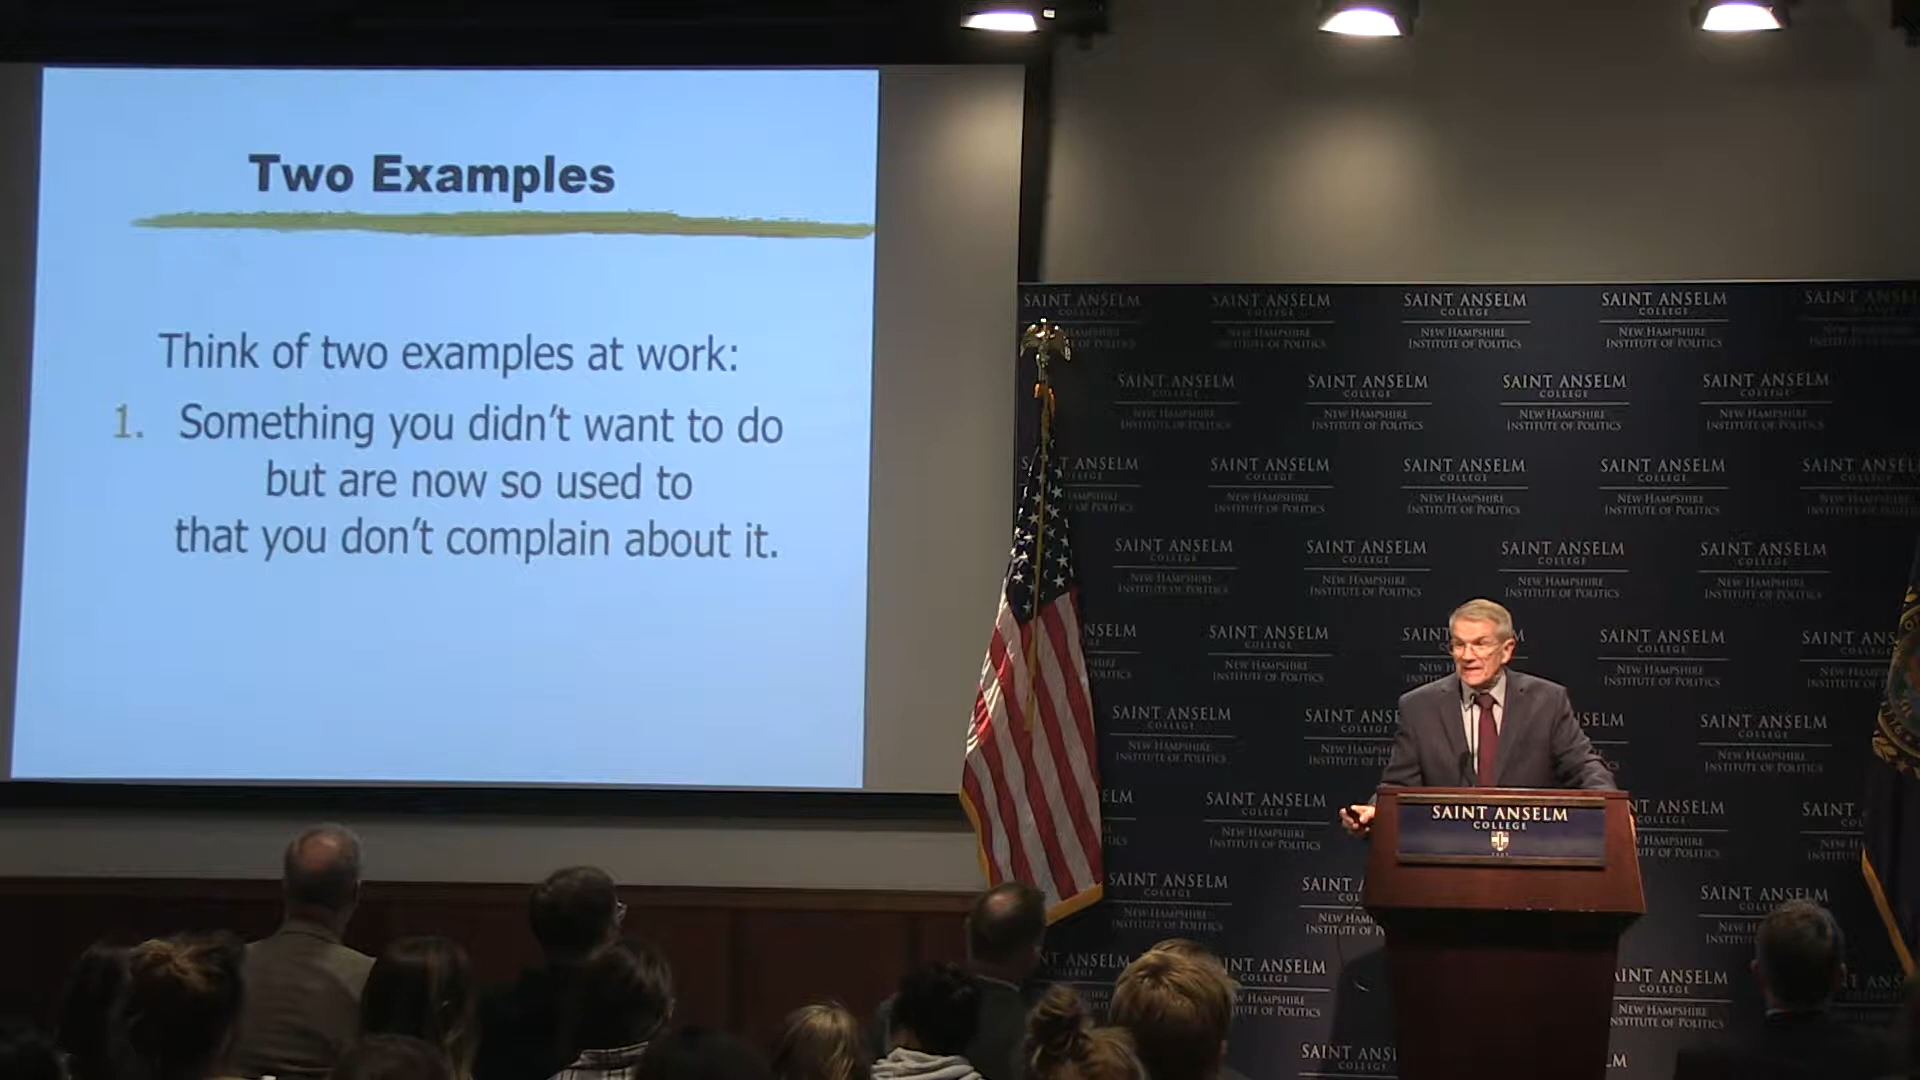 Two Examples
Think of two examples at work:
1. Something you didn't want to do
but are now so used to
that you don't complain about it.
SAINT ANSELM
COLLEGE
NEW HAMPSHIRE
INSTITUTE OF POLITICS
SAINT ANSELM
COLLEGE